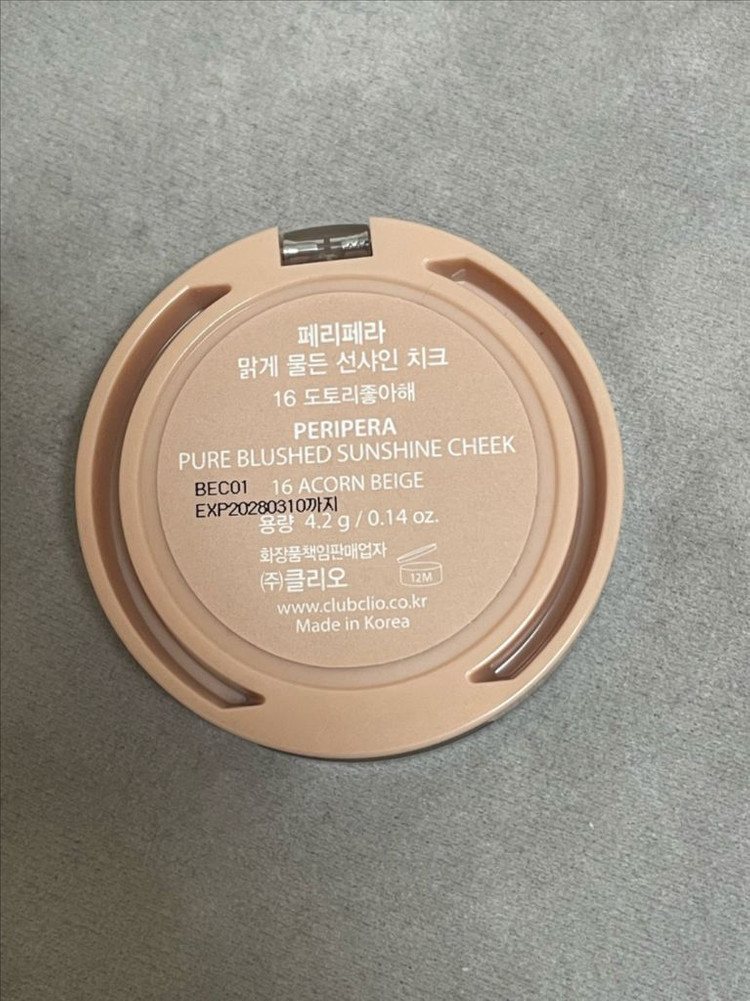 페리페라
맑게 물든 선샤인 치크
16 도토리좋아해
PERIPERA
PURE BLUSHED SUNSHINE CHEEK
BEC01 16 ACORN BEIGE
EXP20280310까지
용량 4.2 g / 0.14 oz.
화장품책임판매업자
㈜클리오
12M
www.clubclio.co.kr
Made in Korea